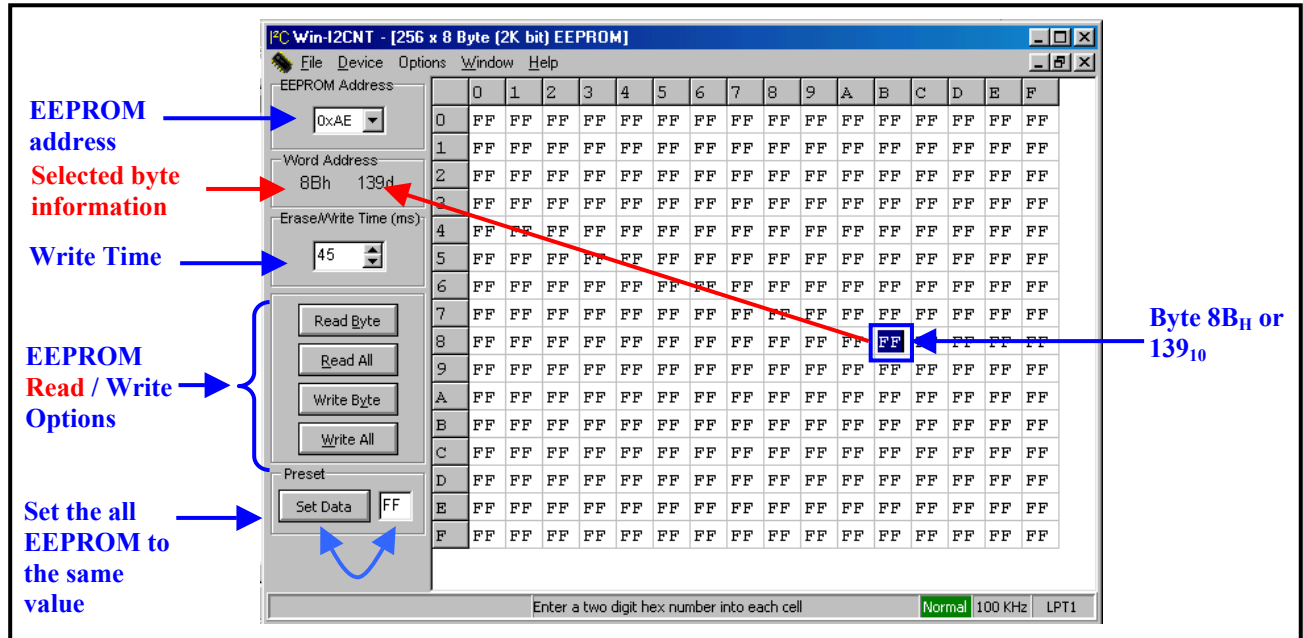 I²C Win-I2CNT - [256 x 8 Byte (2K bit) EEPROM]
File Device Options Window Help
EEPROM Address
0xAE
Word Address
8Bh 139d
Erase/Write Time (ms)
45
Read Byte
Read All
Write Byte
Write All
Preset
Set Data FF
0 1 2 3 4 5 6 7 8 9 A B C D E F
0 FF FF FF FF FF FF FF FF FF FF FF FF FF FF FF FF
1 FF FF FF FF FF FF FF FF FF FF FF FF FF FF FF FF
2 FF FF FF FF FF FF FF FF FF FF FF FF FF FF FF FF
3 FF FF FF FF FF FF FF FF FF FF FF FF FF FF FF FF
4 FF FF FF FF FF FF FF FF FF FF FF FF FF FF FF FF
5 FF FF FF FF FF FF FF FF FF FF FF FF FF FF FF FF
6 FF FF FF FF FF FF FF FF FF FF FF FF FF FF FF FF
7 FF FF FF FF FF FF FF FF FF FF FF FF FF FF FF FF
8 FF FF FF FF FF FF FF FF FF FF FF FF FF FF FF FF
9 FF FF FF FF FF FF FF FF FF FF FF FF FF FF FF FF
A FF FF FF FF FF FF FF FF FF FF FF FF FF FF FF FF
B FF FF FF FF FF FF FF FF FF FF FF FF FF FF FF FF
C FF FF FF FF FF FF FF FF FF FF FF FF FF FF FF FF
D FF FF FF FF FF FF FF FF FF FF FF FF FF FF FF FF
E FF FF FF FF FF FF FF FF FF FF FF FF FF FF FF FF
F FF FF FF FF FF FF FF FF FF FF FF FF FF FF FF FF
Enter a two digit hex number into each cell Normal 100 KHz LPT1
EEPROM
address
Selected byte
information
Write Time
EEPROM
Read / Write
Options
Set the all
EEPROM to
the same
value
Byte 8BH or
13910